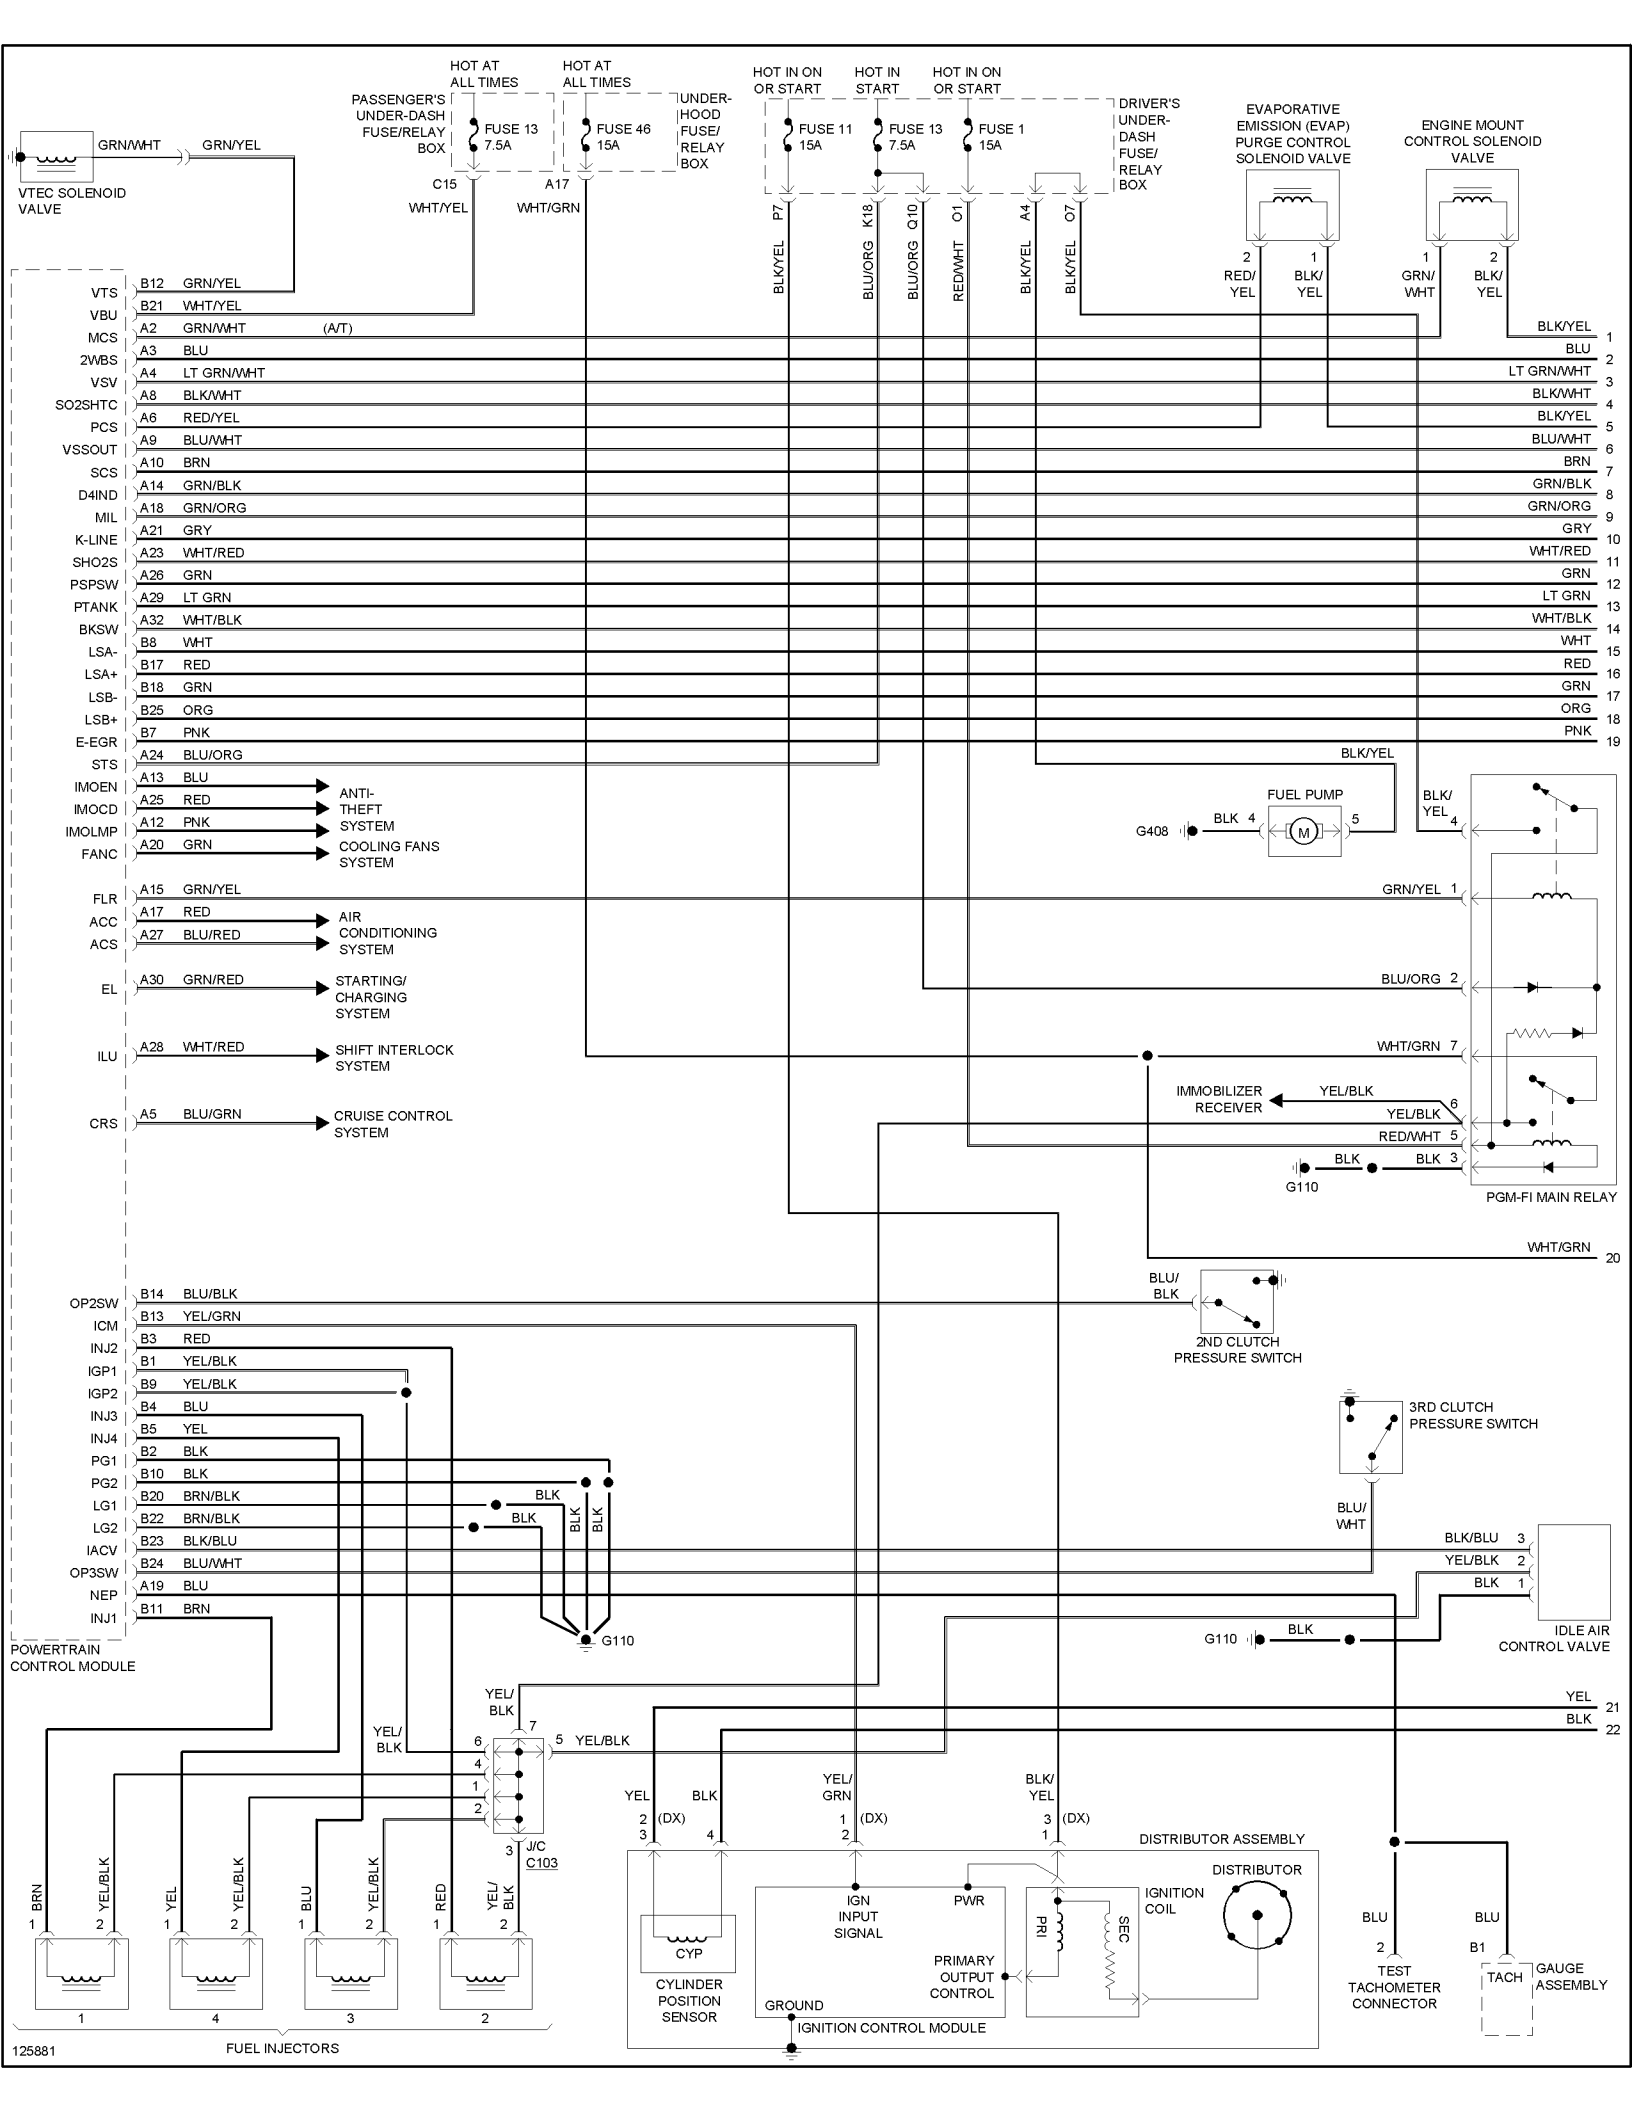 HOT AT
ALL TIMES
HOT AT
ALL TIMES
HOT IN ON
OR START
HOT IN
START
HOT IN ON
OR START
PASSENGER'S
UNDER-DASH
FUSE/RELAY
BOX
FUSE 13
7.5A
FUSE 46
15A
UNDER-
HOOD
FUSE/
RELAY
BOX
FUSE 11
15A
FUSE 13
7.5A
FUSE 1
15A
DRIVER'S
UNDER-
DASH
FUSE/
RELAY
BOX
EVAPORATIVE
EMISSION (EVAP)
PURGE CONTROL
SOLENOID VALVE
ENGINE MOUNT
CONTROL SOLENOID
VALVE
GRN/WHT
GRN/YEL
VTEC SOLENOID
VALVE
C15
WHT/YEL
A17
WHT/GRN
P7
BLK/YEL
K18
BLU/ORG
Q10
BLU/ORG
O1
RED/WHT
A4
BLK/YEL
O7
BLK/YEL
2
RED/
YEL
1
BLK/
YEL
1
GRN/
WHT
2
BLK/
YEL
VTS B12 GRN/YEL
VBU B21 WHT/YEL
MCS A2 GRN/WHT (A/T) BLK/YEL 1
2WBS A3 BLU BLU 2
VSV A4 LT GRN/WHT LT GRN/WHT 3
SO2SHTC A8 BLK/WHT BLK/WHT 4
PCS A6 RED/YEL BLK/YEL 5
VSSOUT A9 BLU/WHT BLU/WHT 6
SCS A10 BRN BRN 7
D4IND A14 GRN/BLK GRN/BLK 8
MIL A18 GRN/ORG GRN/ORG 9
K-LINE A21 GRY GRY 10
SHO2S A23 WHT/RED WHT/RED 11
PSPSW A26 GRN GRN 12
PTANK A29 LT GRN LT GRN 13
BKSW A32 WHT/BLK WHT/BLK 14
LSA- B8 WHT WHT 15
LSA+ B17 RED RED 16
LSB- B18 GRN GRN 17
LSB+ B25 ORG ORG 18
E-EGR B7 PNK PNK 19
STS A24 BLU/ORG
BLK/YEL
IMOEN A13 BLU
IMOCD A25 RED
IMOLMP A12 PNK
ANTI-
THEFT
SYSTEM
FANC A20 GRN
COOLING FANS
SYSTEM
FUEL PUMP
G408
BLK 4
M
5
BLK/
YEL
4
FLR A15 GRN/YEL
GRN/YEL 1
ACC A17 RED
ACS A27 BLU/RED
AIR
CONDITIONING
SYSTEM
EL A30 GRN/RED
STARTING/
CHARGING
SYSTEM
BLU/ORG 2
ILU A28 WHT/RED
SHIFT INTERLOCK
SYSTEM
WHT/GRN 7
IMMOBILIZER
RECEIVER
YEL/BLK
6
YEL/BLK
CRS A5 BLU/GRN
CRUISE CONTROL
SYSTEM
RED/WHT 5
BLK
BLK 3
G110
PGM-FI MAIN RELAY
WHT/GRN 20
OP2SW B14 BLU/BLK
BLU/
BLK
2ND CLUTCH
PRESSURE SWITCH
ICM B13 YEL/GRN
INJ2 B3 RED
IGP1 B1 YEL/BLK
IGP2 B9 YEL/BLK
INJ3 B4 BLU
INJ4 B5 YEL
PG1 B2 BLK
PG2 B10 BLK
LG1 B20 BRN/BLK
BLK
LG2 B22 BRN/BLK
BLK
BLK
BLK
IACV B23 BLK/BLU
OP3SW B24 BLU/WHT
NEP A19 BLU
INJ1 B11 BRN
3RD CLUTCH
PRESSURE SWITCH
BLU/
WHT
BLK/BLU 3
YEL/BLK 2
BLK 1
G110
G110
BLK
IDLE AIR
CONTROL VALVE
POWERTRAIN
CONTROL MODULE
YEL/
BLK
7
YEL 21
BLK 22
YEL/
BLK
6
5
YEL/BLK
4
1
2
3
J/C
C103
YEL
2 (DX)
3
BLK
4
YEL/
GRN
1 (DX)
2
BLK/
YEL
3 (DX)
1
DISTRIBUTOR ASSEMBLY
DISTRIBUTOR
IGN
INPUT
SIGNAL
PWR
IGNITION
COIL
PRI
SEC
CYP
PRIMARY
OUTPUT
CONTROL
CYLINDER
POSITION
SENSOR
GROUND
IGNITION CONTROL MODULE
BLU
2
TEST
TACHOMETER
CONNECTOR
BLU
B1
TACH
GAUGE
ASSEMBLY
BRN
1
YEL/BLK
2
YEL
1
YEL/BLK
2
BLU
1
YEL/BLK
2
RED
1
YEL/
BLK
2
1
4
3
2
FUEL INJECTORS
125881